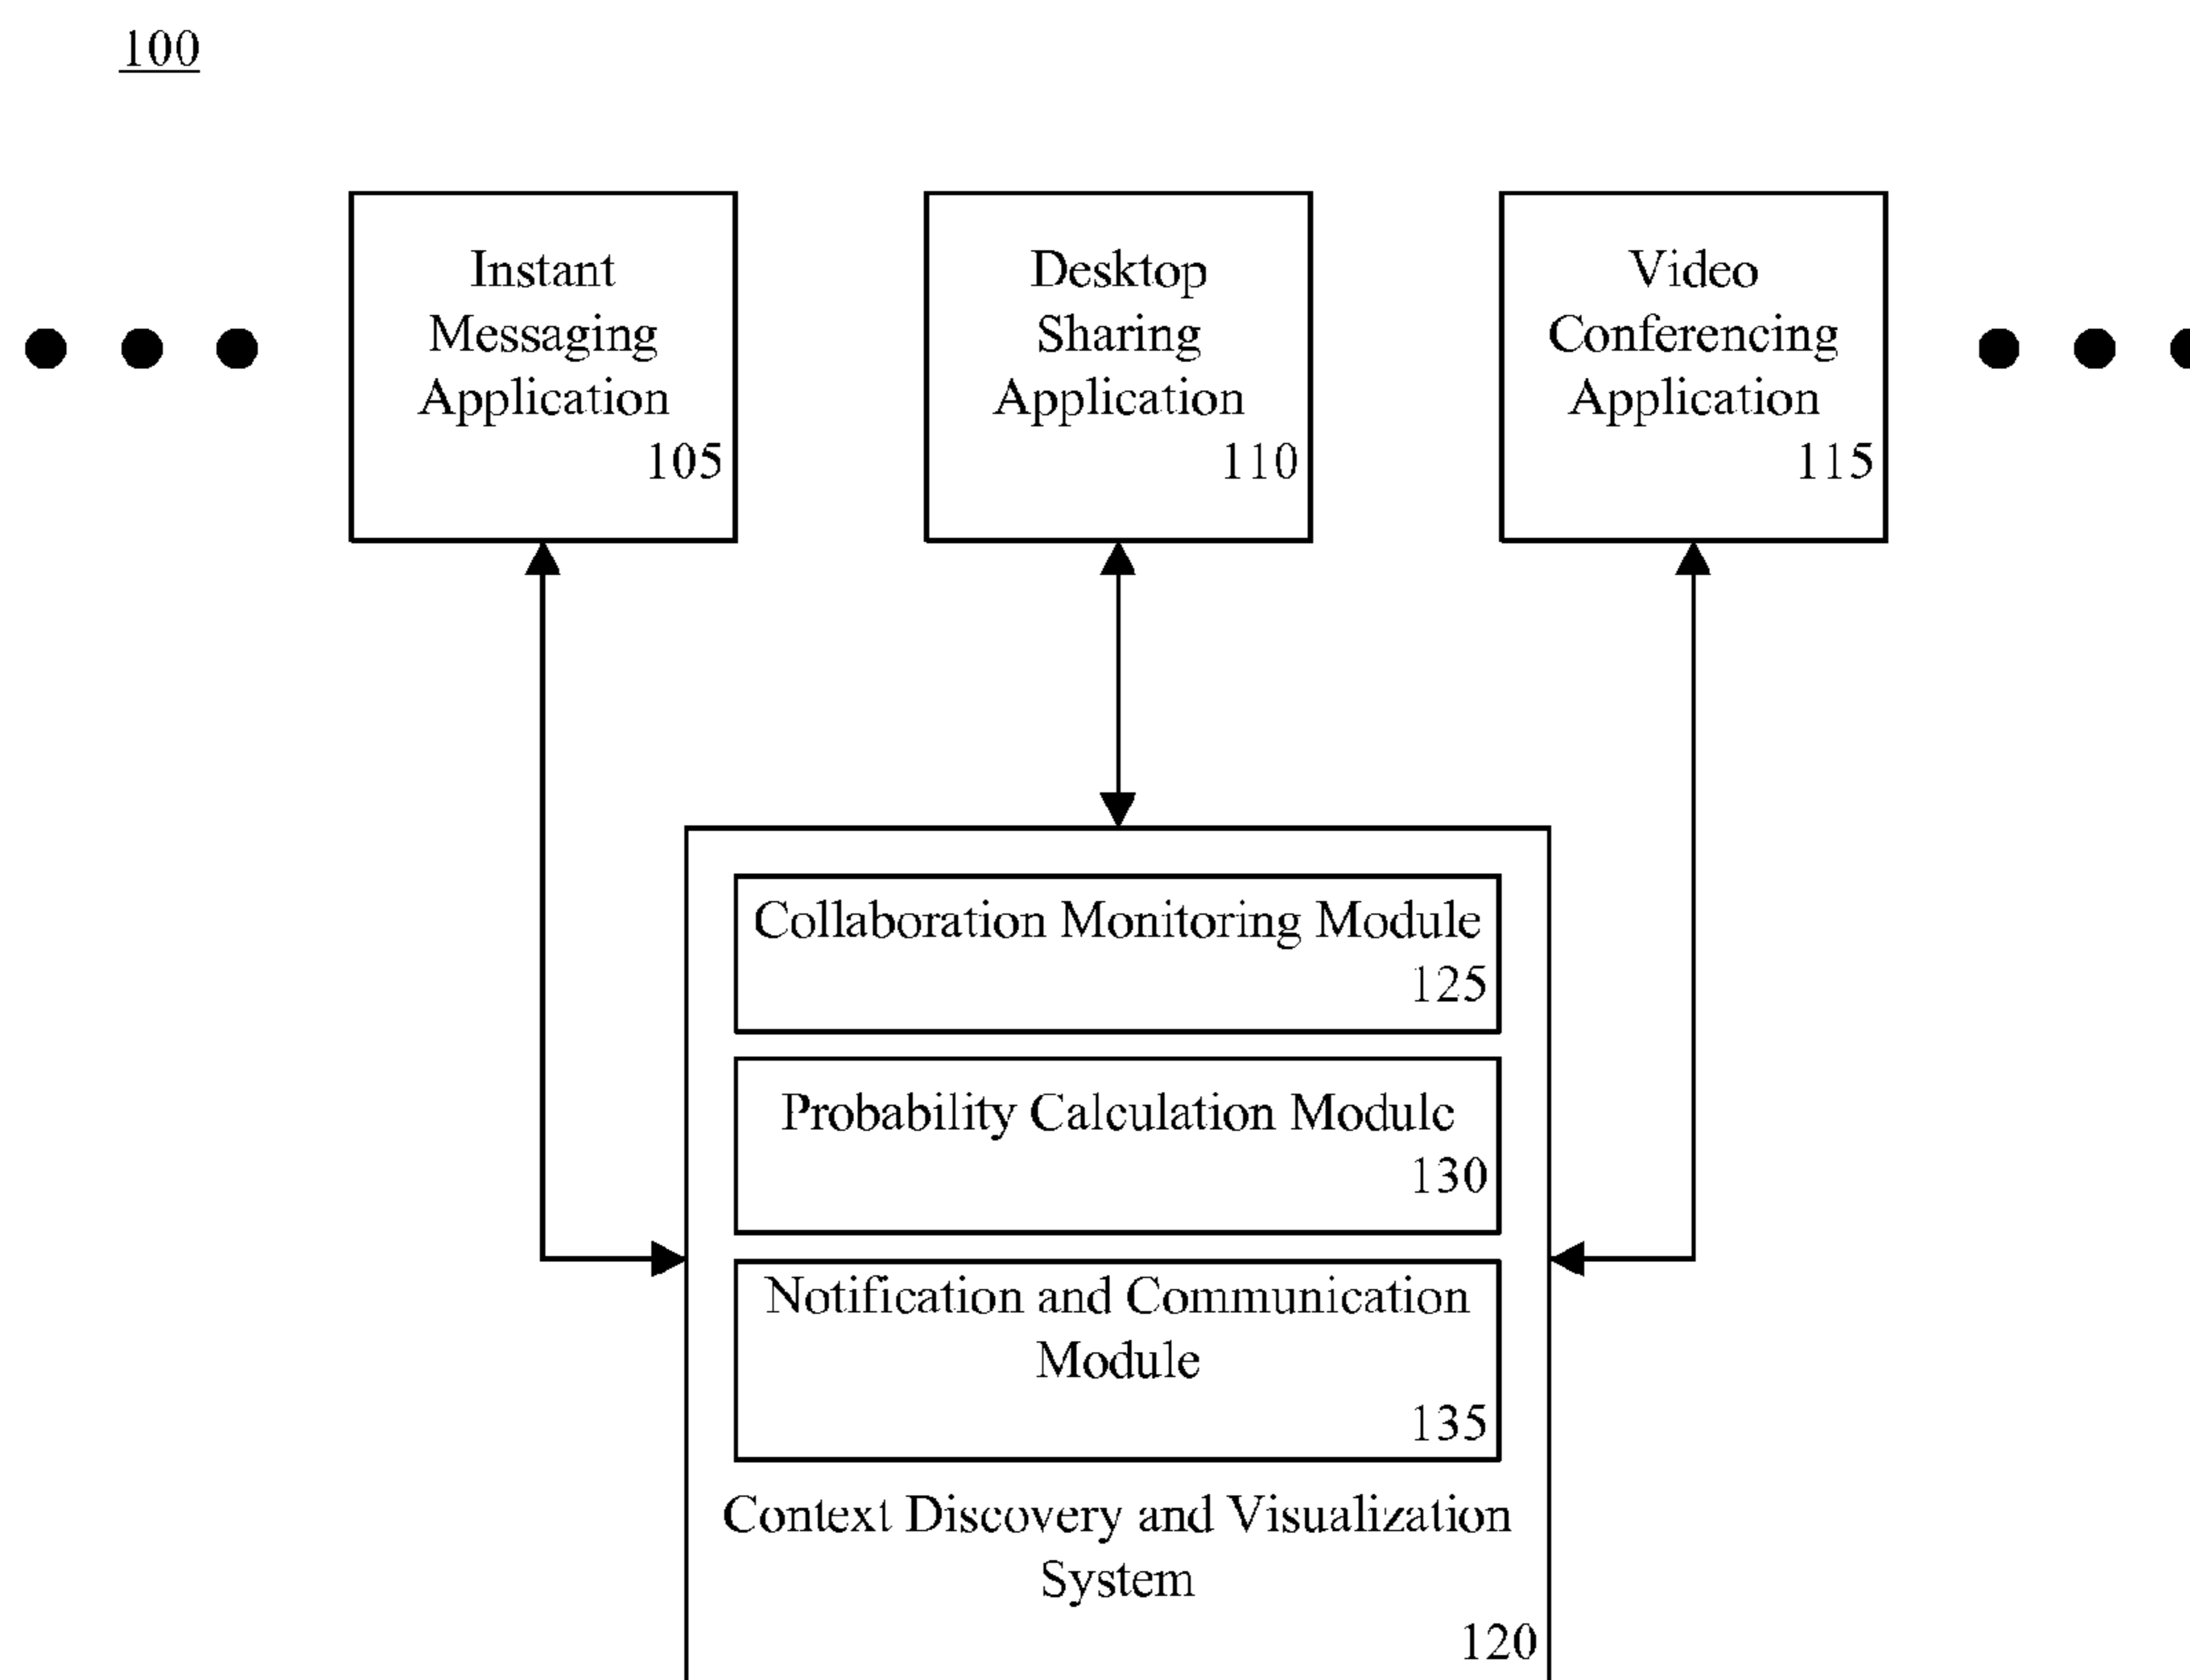 100
Instant
Messaging
Application
105
Desktop
Sharing
Application
110
Video
Conferencing
Application
115
Collaboration Monitoring Module
125
Probability Calculation Module
130
Notification and Communication
Module
135
Context Discovery and Visualization
System
120